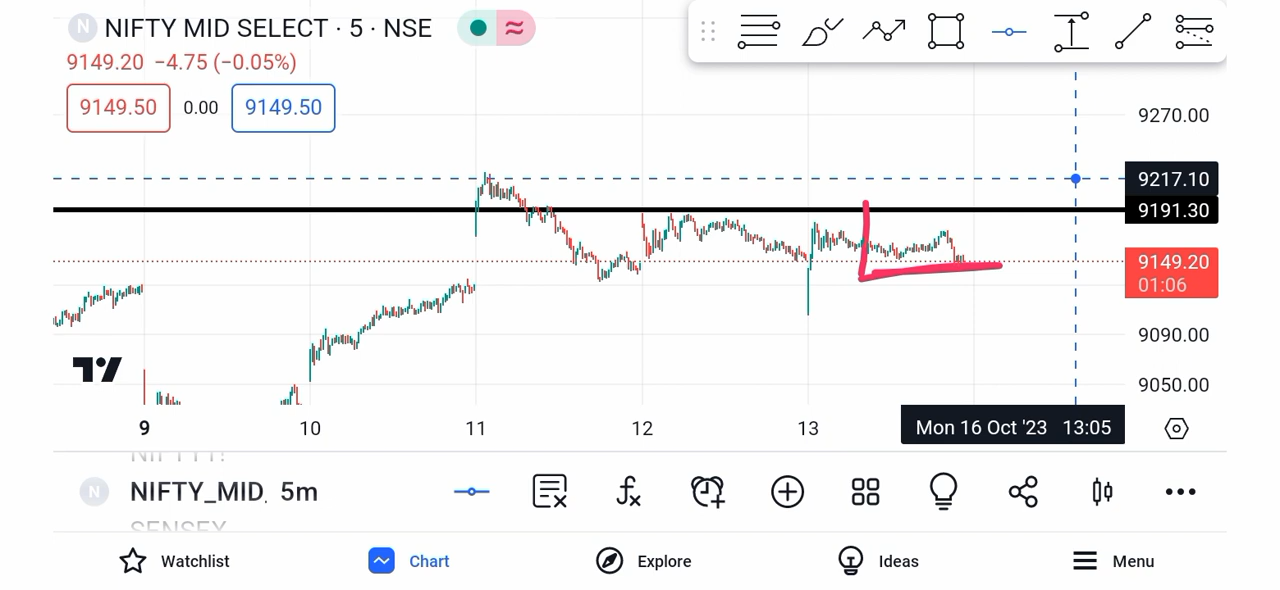 N NIFTY MID SELECT · 5 · NSE
9149.20 −4.75 (−0.05%)
9149.50 0.00 9149.50
9270.00
9217.10
9191.30
9149.20
01:06
9090.00
9050.00
9 10 11 12 13 Mon 16 Oct '23 13:05
N NIFTY_MID 5m
SENSEX
Watchlist Chart Explore Ideas Menu